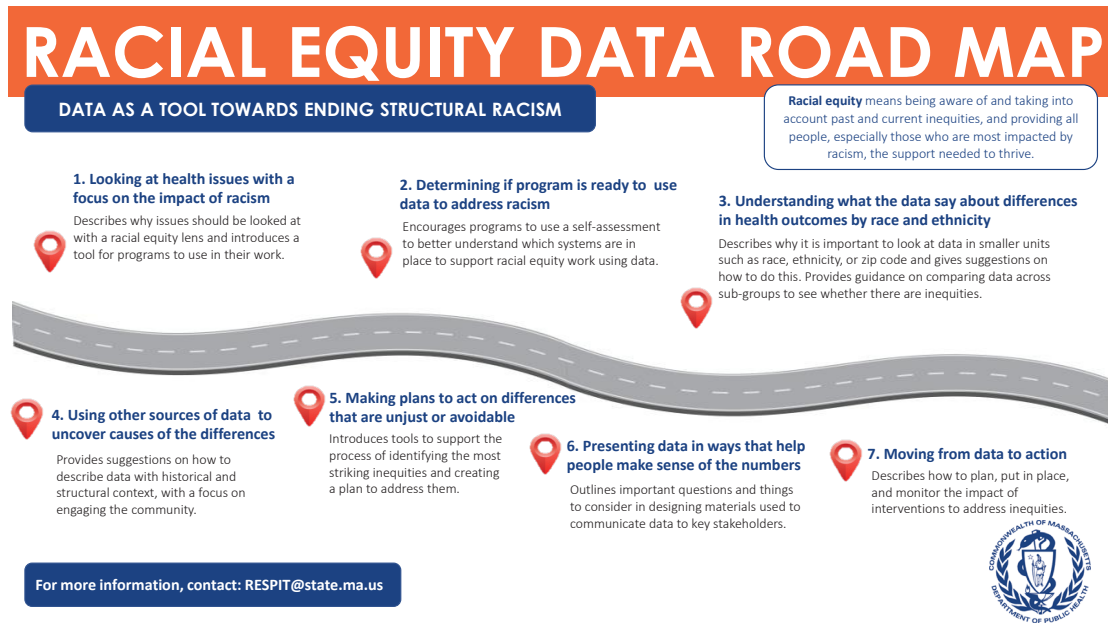 RACIAL EQUITY DATA ROAD MAP
DATA AS A TOOL TOWARDS ENDING STRUCTURAL RACISM
Racial equity means being aware of and taking into
account past and current inequities, and providing all
people, especially those who are most impacted by
racism, the support needed to thrive.
1. Looking at health issues with a
focus on the impact of racism
Describes why issues should be looked at
with a racial equity lens and introduces a
tool for programs to use in their work.
2. Determining if program is ready to use
data to address racism
Encourages programs to use a self-assessment
to better understand which systems are in
place to support racial equity work using data.
3. Understanding what the data say about differences
in health outcomes by race and ethnicity
Describes why it is important to look at data in smaller units
such as race, ethnicity, or zip code and gives suggestions on
how to do this. Provides guidance on comparing data across
sub-groups to see whether there are inequities.
4. Using other sources of data to
uncover causes of the differences
Provides suggestions on how to
describe data with historical and
structural context, with a focus on
engaging the community.
5. Making plans to act on differences
that are unjust or avoidable
Introduces tools to support the
process of identifying the most
striking inequities and creating
a plan to address them.
6. Presenting data in ways that help
people make sense of the numbers
Outlines important questions and things
to consider in designing materials used to
communicate data to key stakeholders.
7. Moving from data to action
Describes how to plan, put in place,
and monitor the impact of
interventions to address inequities.
For more information, contact: RESPIT@state.ma.us
COMMONWEALTH OF MASSACHUSETTS
DEPARTMENT OF PUBLIC HEALTH